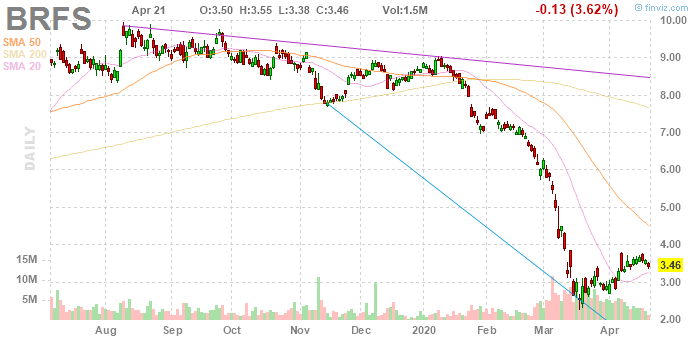 BRFS
Apr 21 O:3.50 H:3.55 L:3.38 C:3.46 Vol:1.5M -0.13 (3.62%)
© finviz.com
SMA 50
SMA 200
SMA 20
DAILY
10.00
9.00
8.00
7.00
6.00
5.00
4.00
3.46
3.00
2.00
15M
10M
5M
Aug Sep Oct Nov Dec 2020 Feb Mar Apr